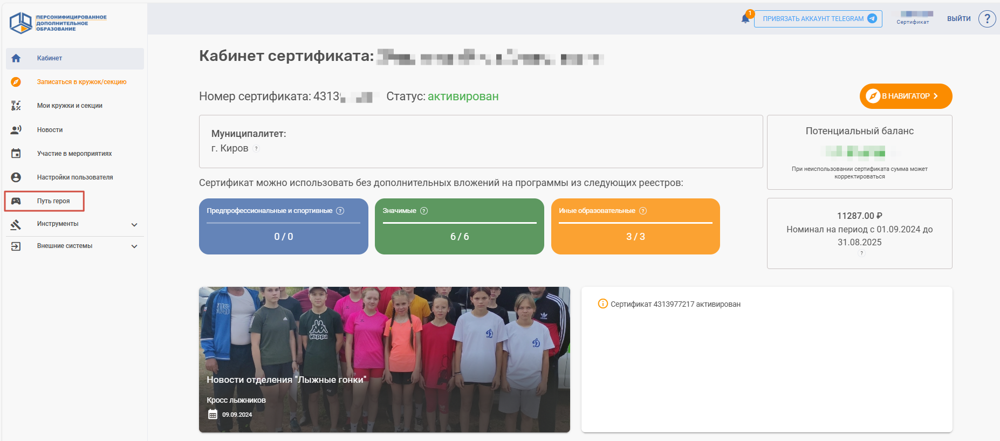 ПЕРСОНИФИЦИРОВАННОЕ
ДОПОЛНИТЕЛЬНОЕ
ОБРАЗОВАНИЕ
1
ПРИВЯЗАТЬ АККАУНТ TELEGRAM
Сертификат
ВЫЙТИ
?
Кабинет
Записаться в кружок/секцию
Мои кружки и секции
Новости
Участие в мероприятиях
Настройки пользователя
Путь героя
Инструменты
Внешние системы
Кабинет сертификата:
Номер сертификата: 4313
Статус: активирован
В НАВИГАТОР
Муниципалитет:
г. Киров ?
Потенциальный баланс
При неиспользовании сертификата сумма может
корректироваться
Сертификат можно использовать без дополнительных вложений на программы из следующих реестров:
Предпрофессиональные и спортивные ?
0 / 0
Значимые ?
6 / 6
Иные образовательные ?
3 / 3
11287.00 ₽
Номинал на период с 01.09.2024 до
31.08.2025
?
Kappa
Новости отделения "Лыжные гонки"
Кросс лыжников
09.09.2024
Сертификат 4313977217 активирован